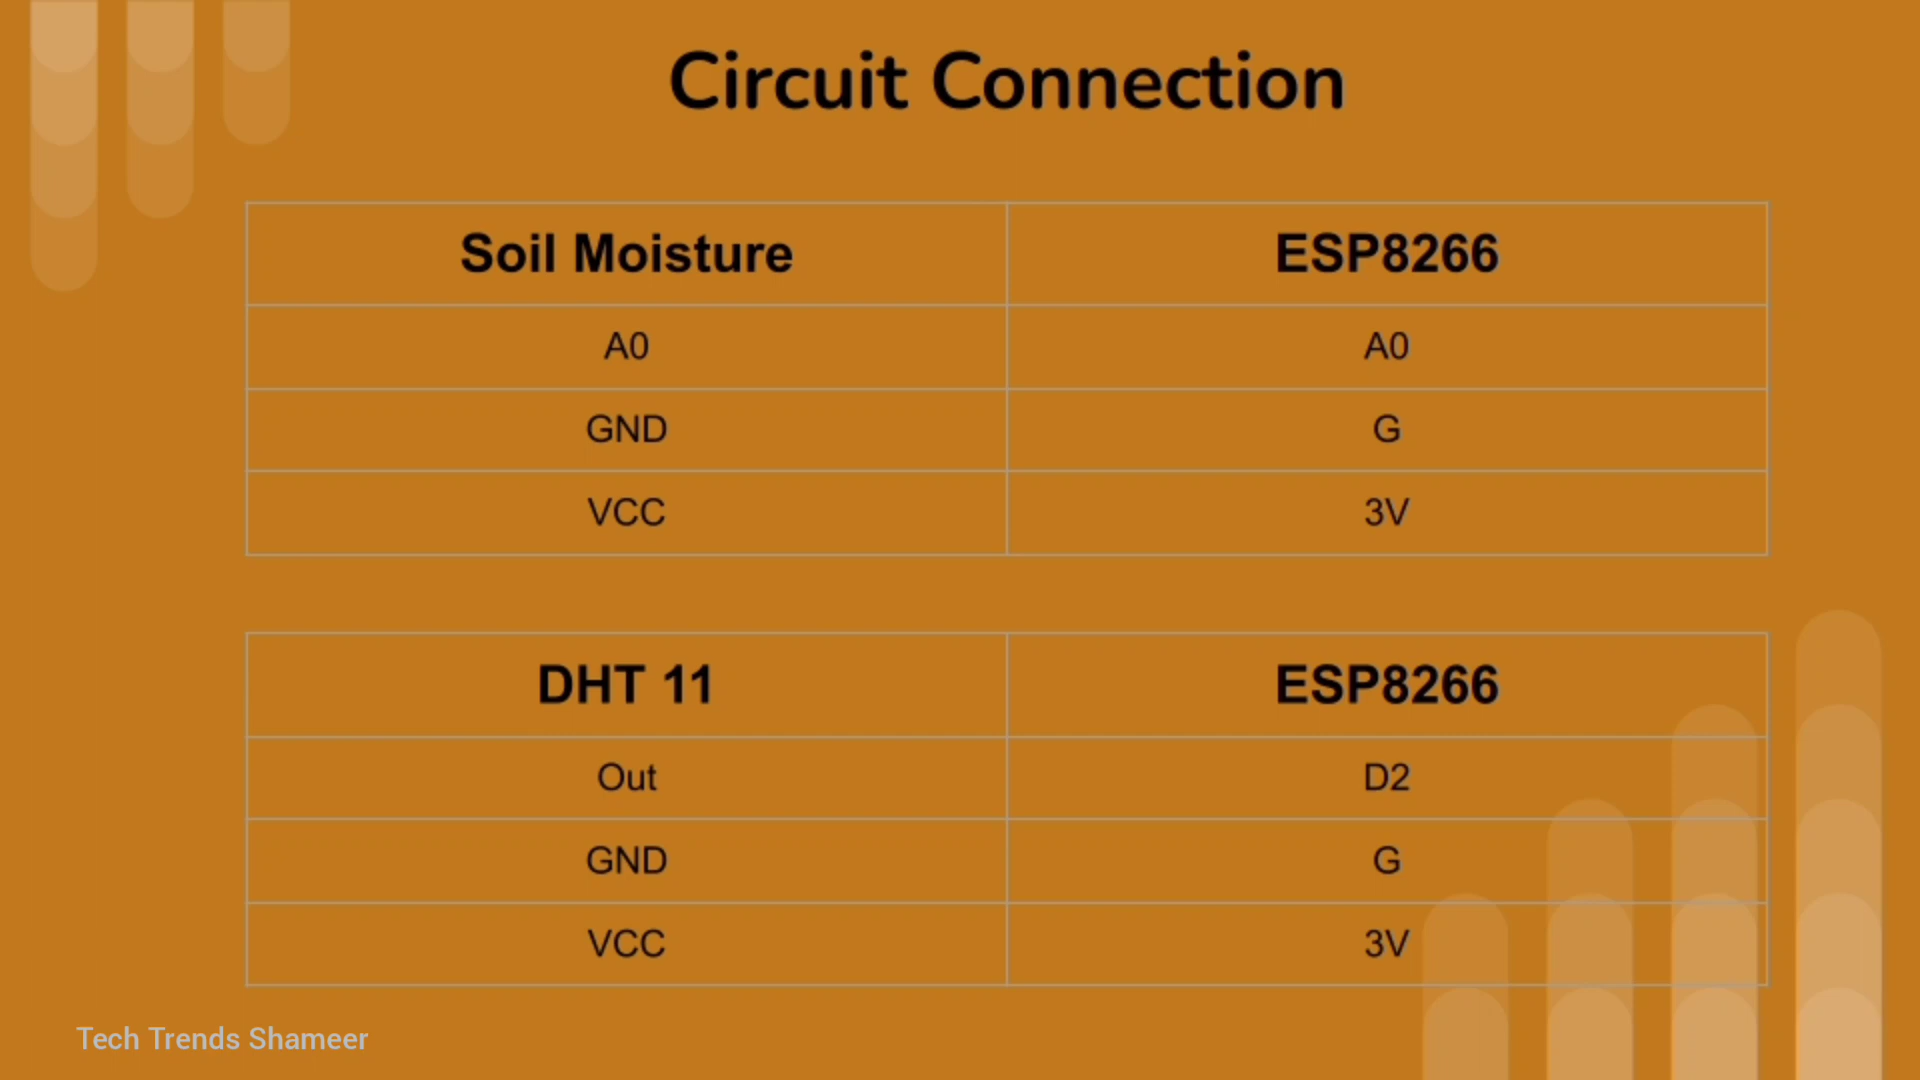 Circuit Connection
Soil Moisture ESP8266
A0 A0
GND G
VCC 3V
DHT 11 ESP8266
Out D2
GND G
VCC 3V
Tech Trends Shameer